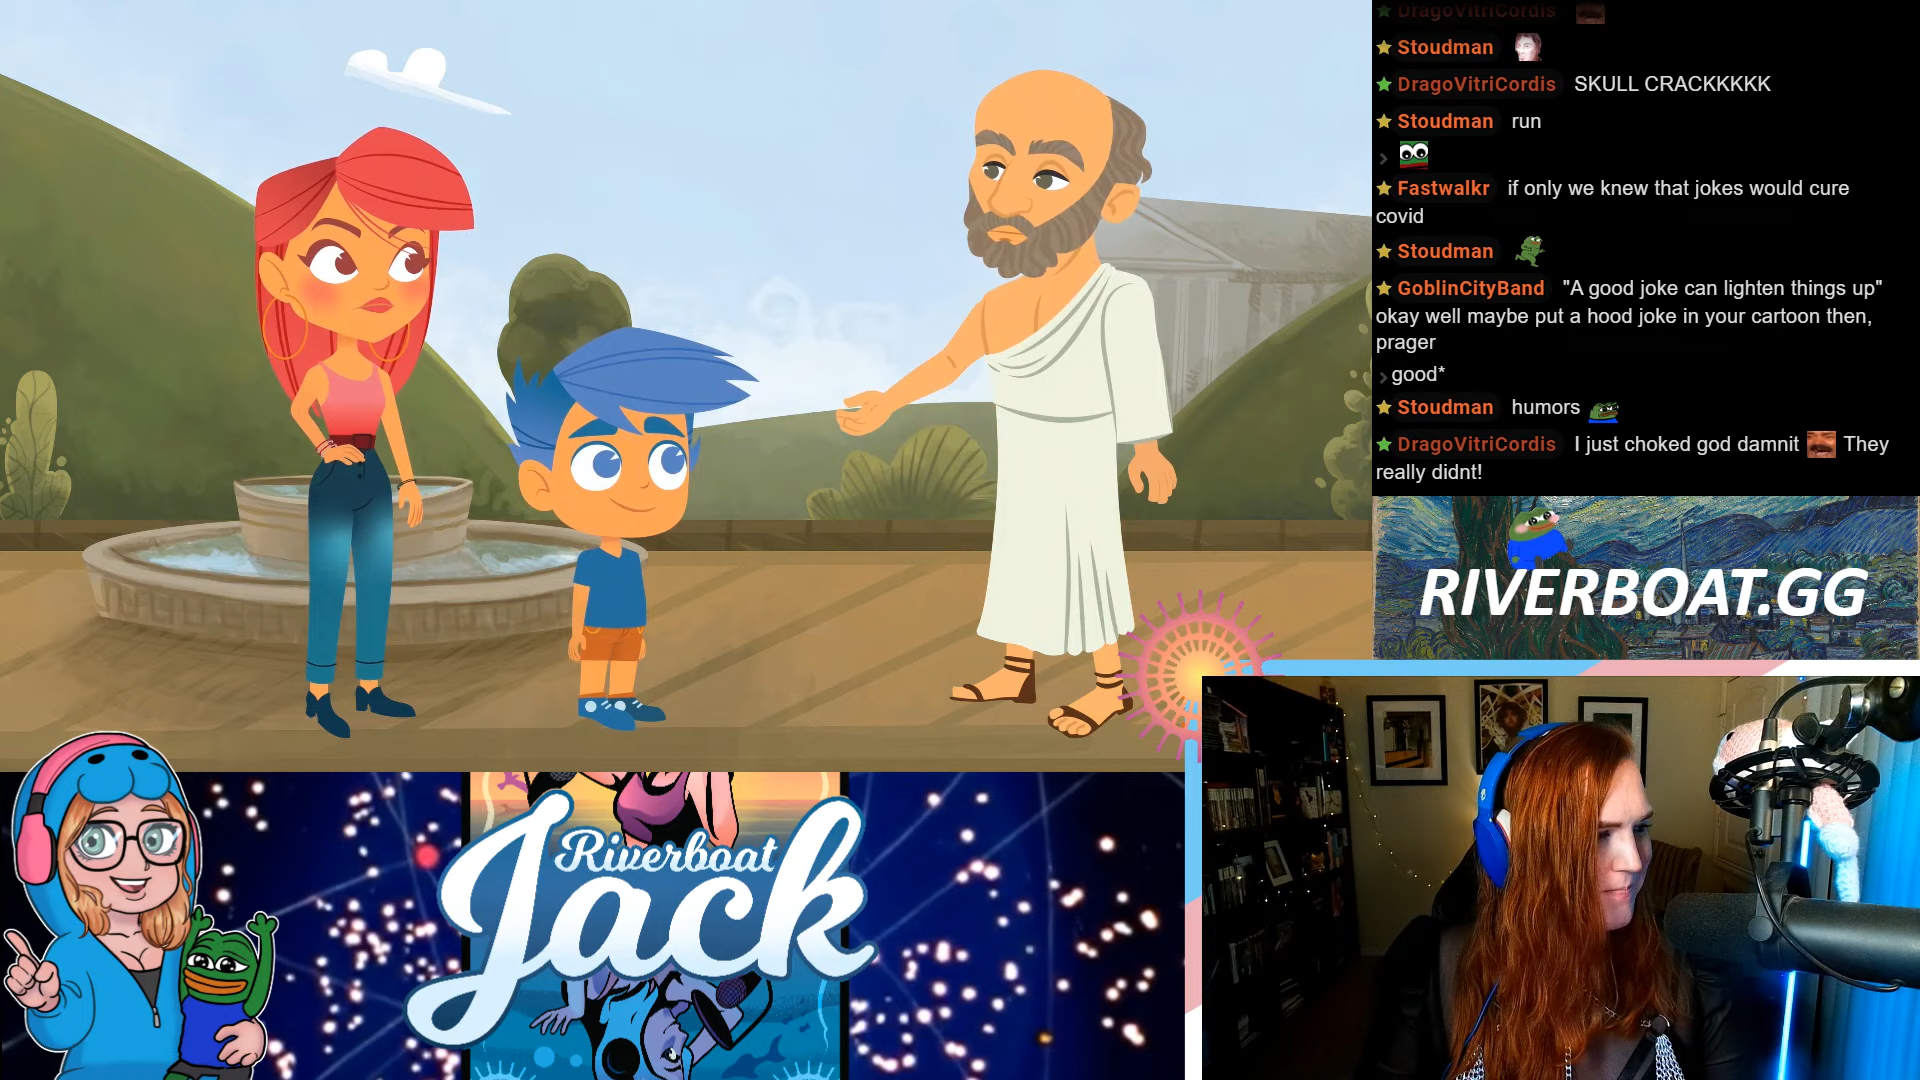 DragoVitriCordis
Stoudman
DragoVitriCordis SKULL CRACKKKKK
Stoudman run
Fastwalkr if only we knew that jokes would cure
covid
Stoudman
GoblinCityBand "A good joke can lighten things up"
okay well maybe put a hood joke in your cartoon then,
prager
good*
Stoudman humors
DragoVitriCordis I just choked god damnit They
really didnt!
RIVERBOAT.GG
Riverboat
Jack